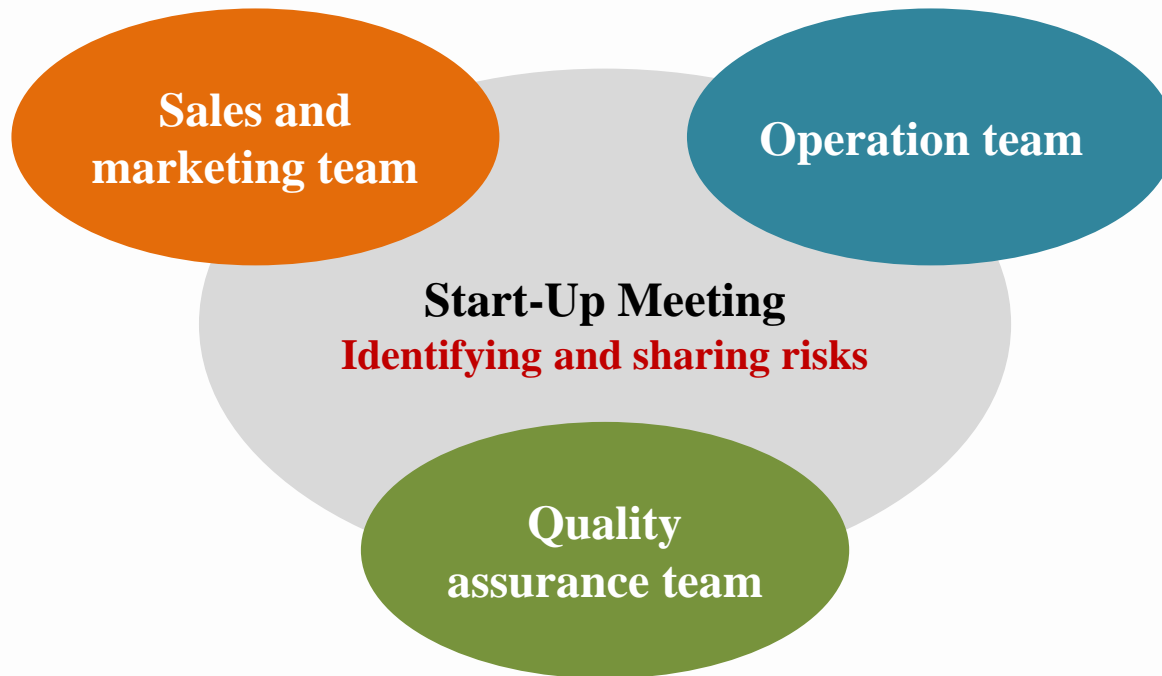 Sales and
marketing team
Operation team
Start-Up Meeting
Identifying and sharing risks
Quality
assurance team